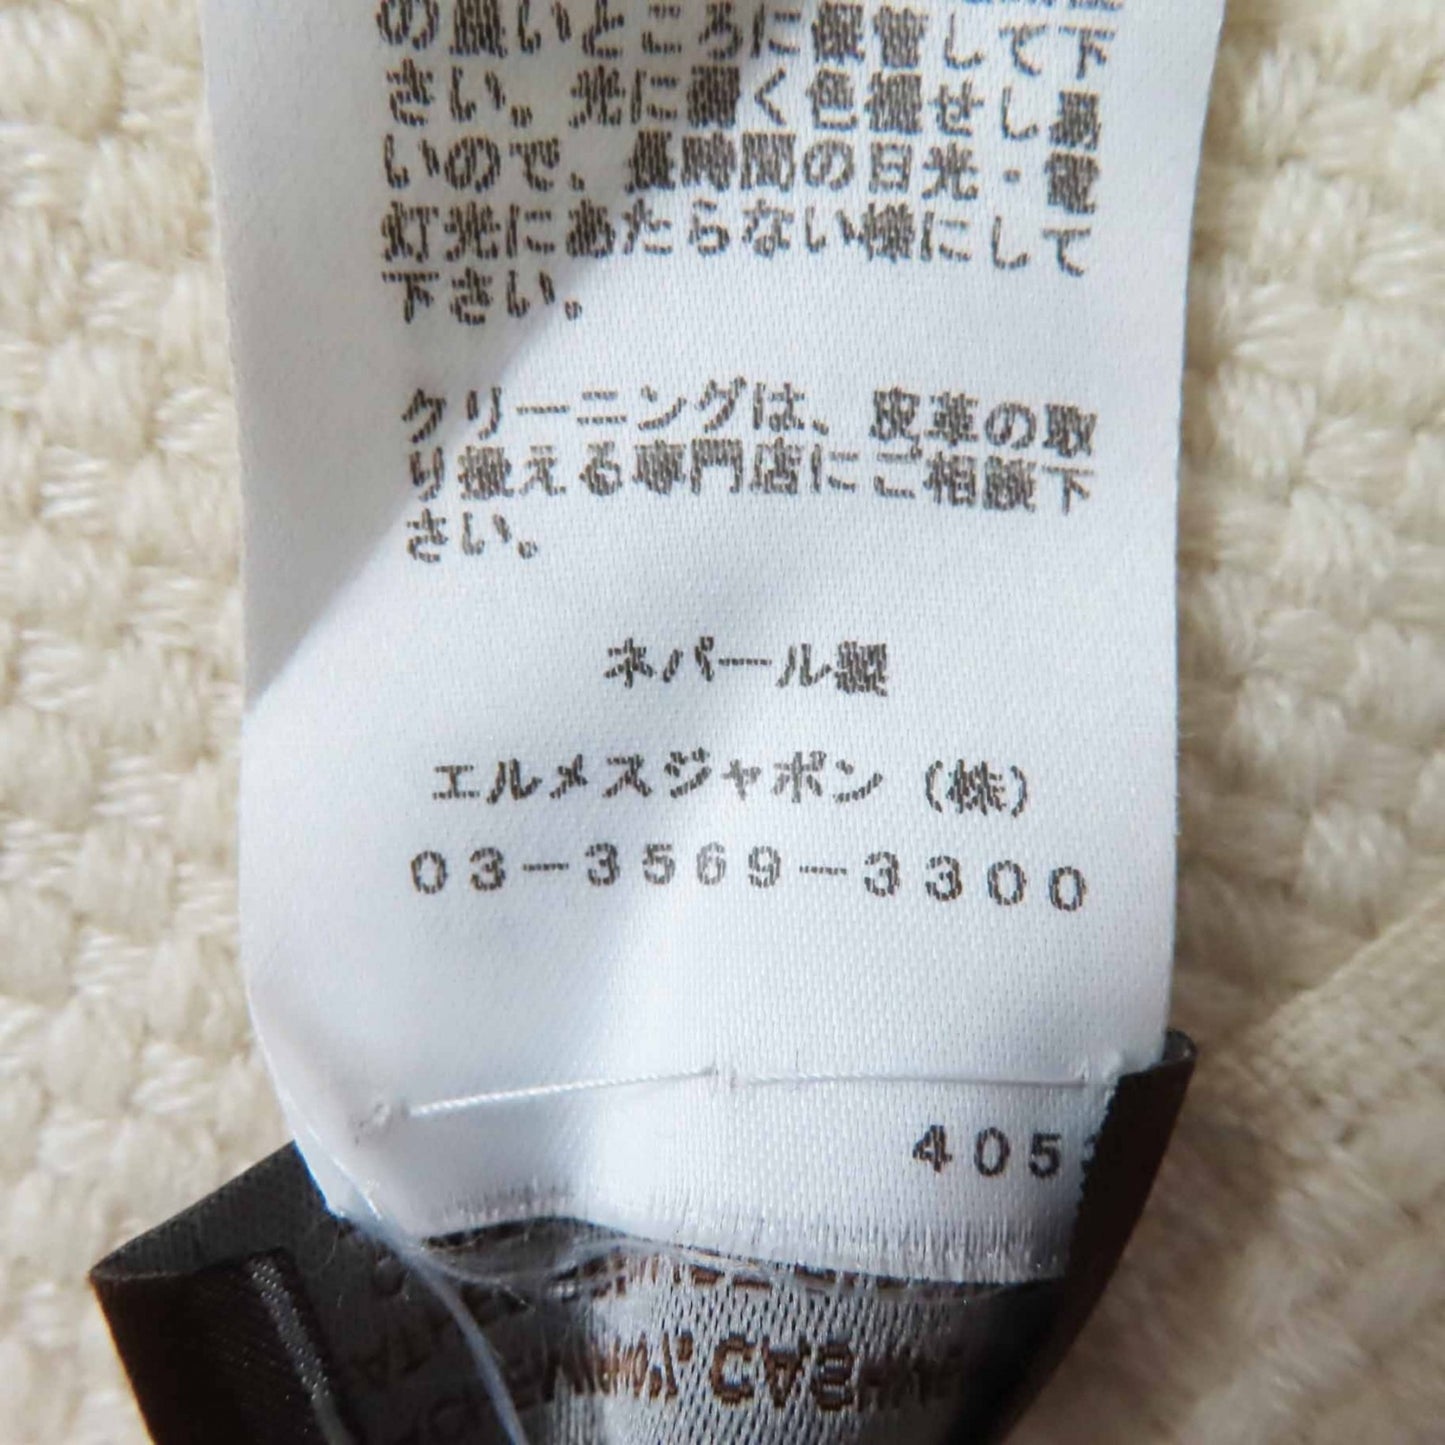 の良いところに保管して下
さい。光に弱く色褪せし易
いので、長時間の日光・電
灯光にあたらない様にして
下さい。
クリーニングは、皮革の取
り扱える専門店にご相談下
さい。
ネパール製
エルメスジャポン（株）
03-3569-3300
405